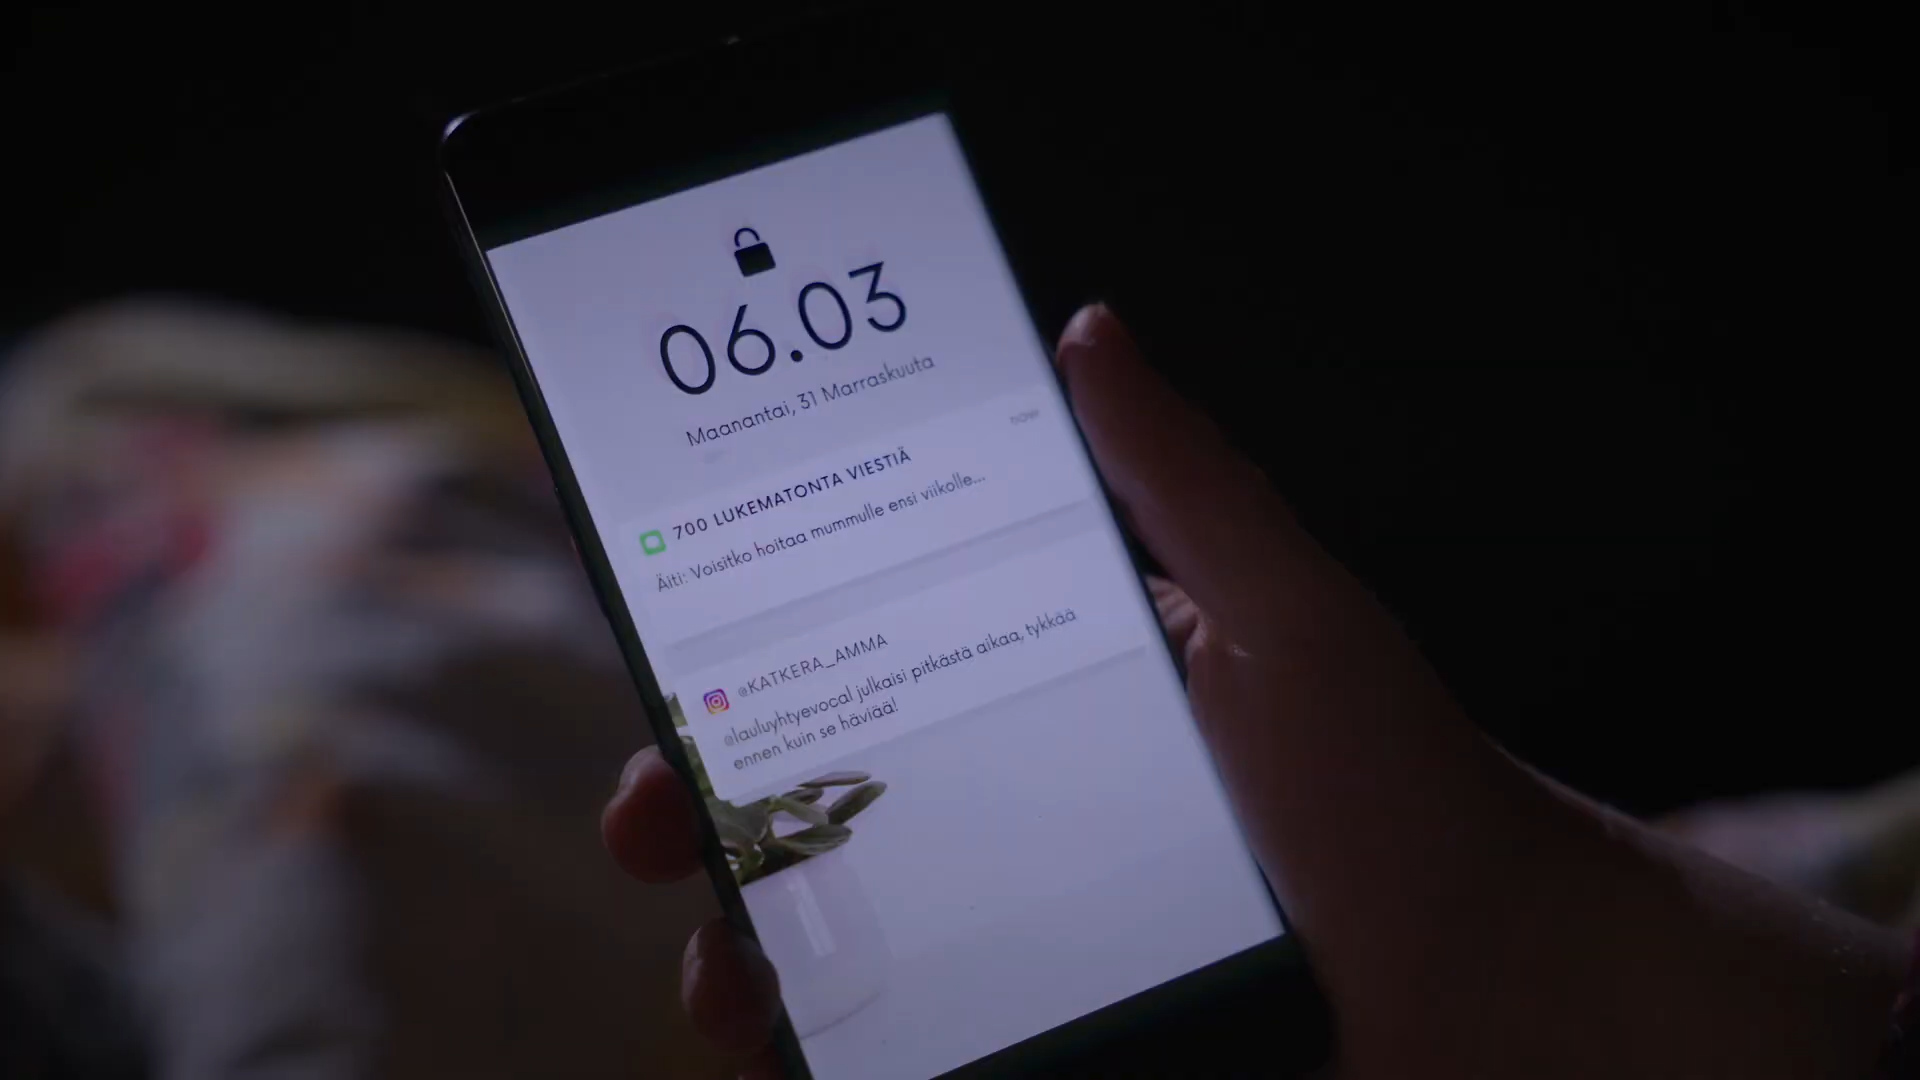 06.03
Maanantai, 31 Marraskuuta
now
700 LUKEMATONTA VIESTIÄ
Äiti: Voisitko hoitaa mummulle ensi viikolle...
@KATKERA_AMMA
@lauluyhtyevocal julkaisi pitkästä aikaa, tykkää
ennen kuin se häviää!